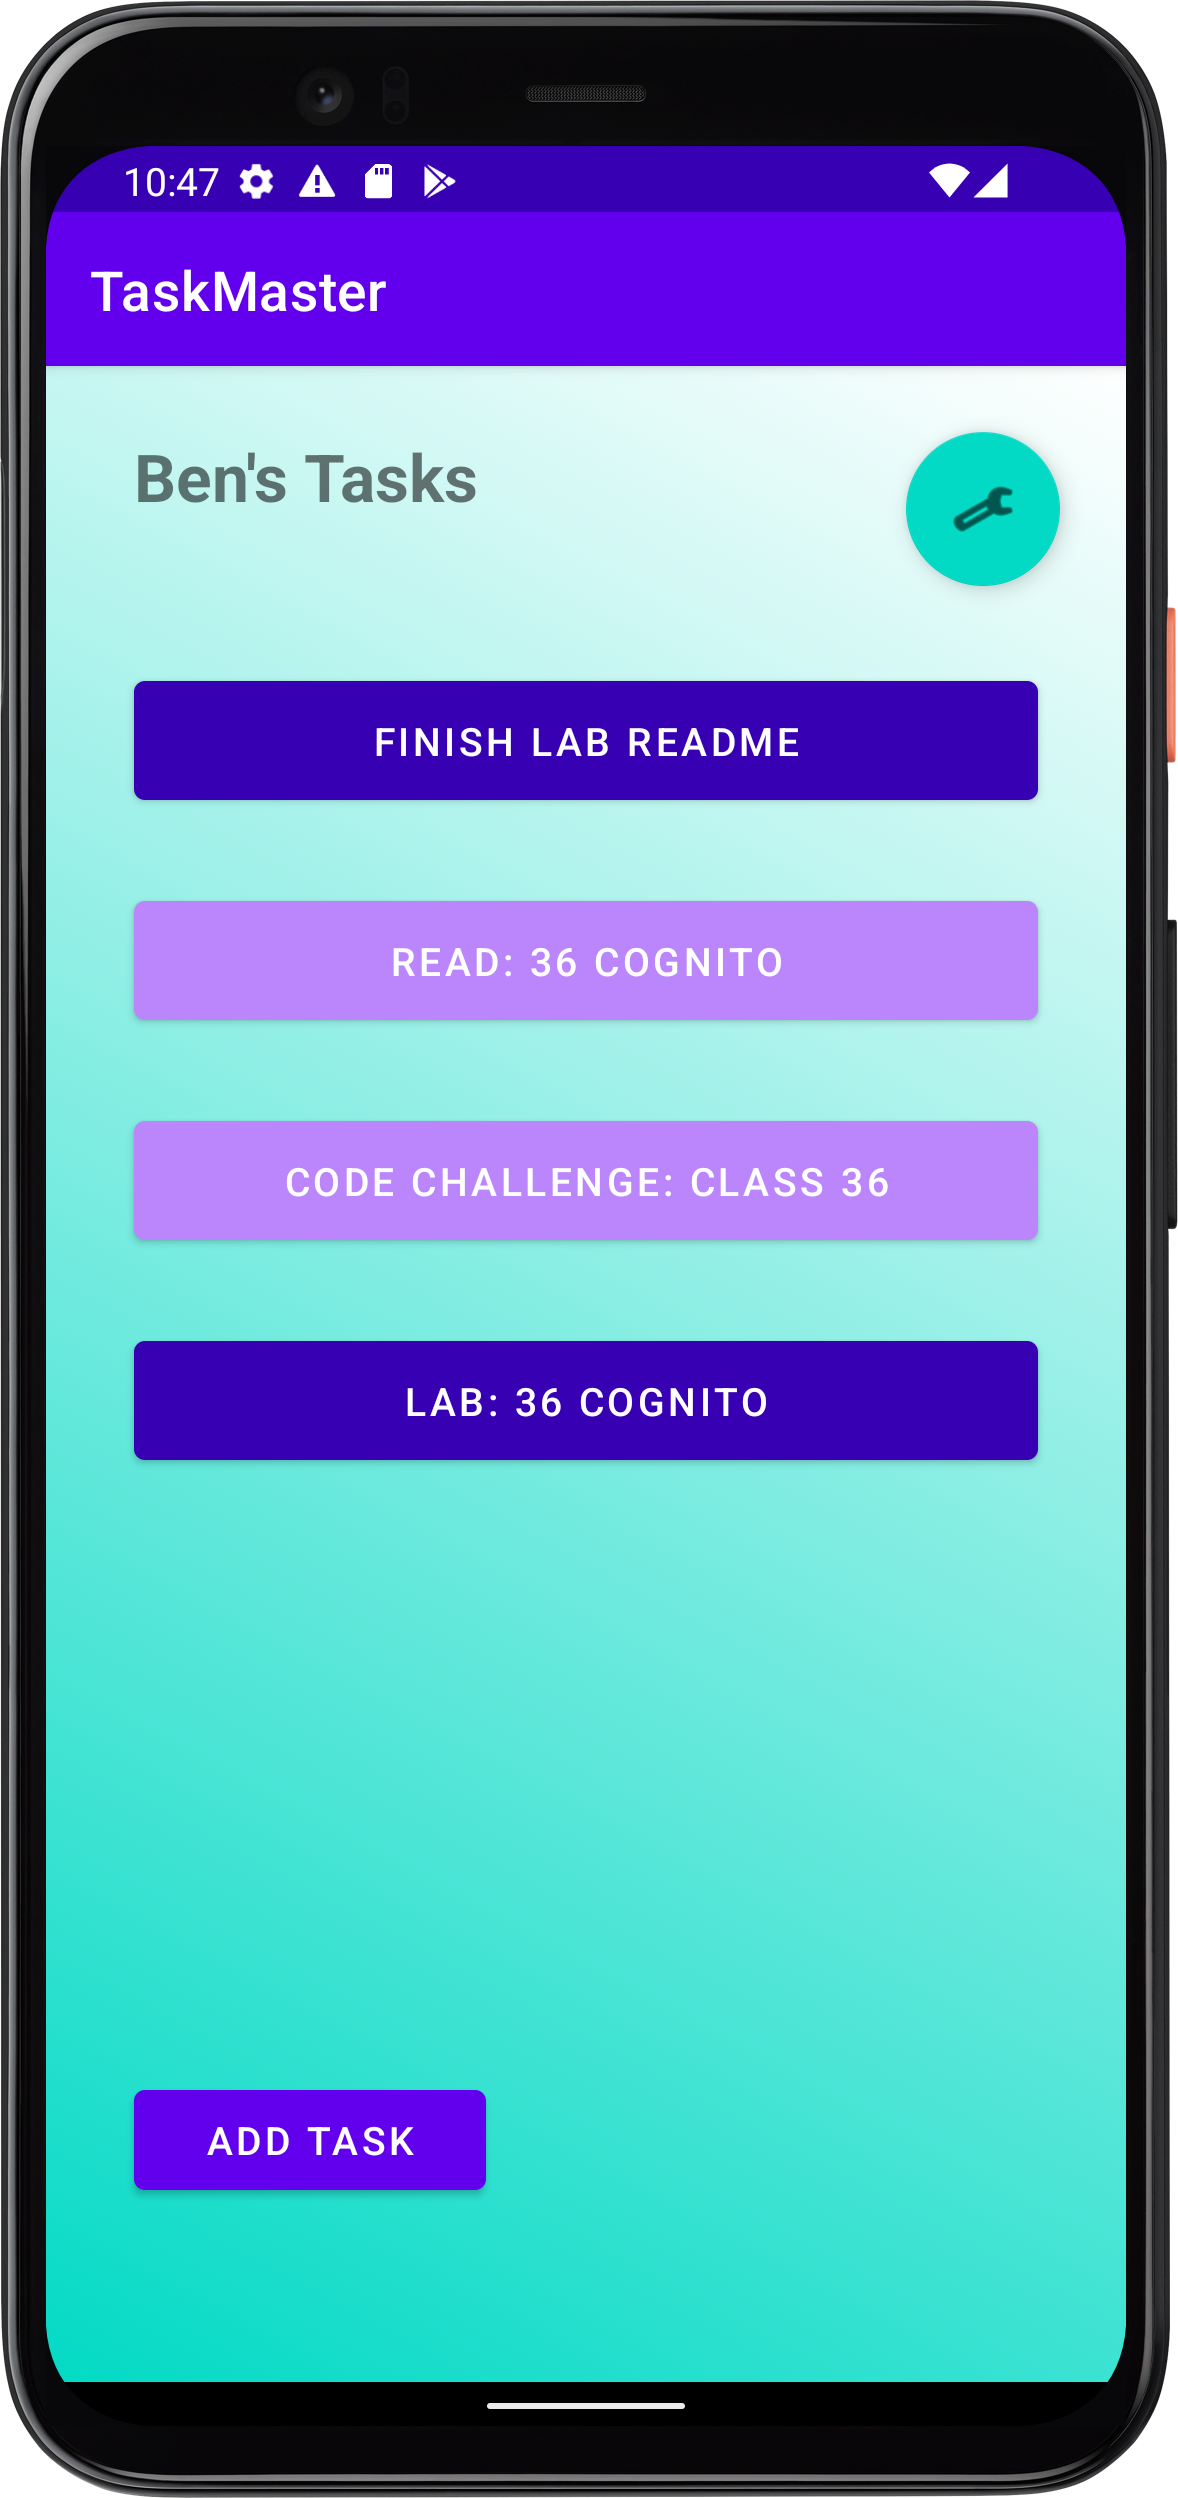 10:47
TaskMaster
Ben's Tasks
FINISH LAB README
READ: 36 COGNITO
CODE CHALLENGE: CLASS 36
LAB: 36 COGNITO
ADD TASK